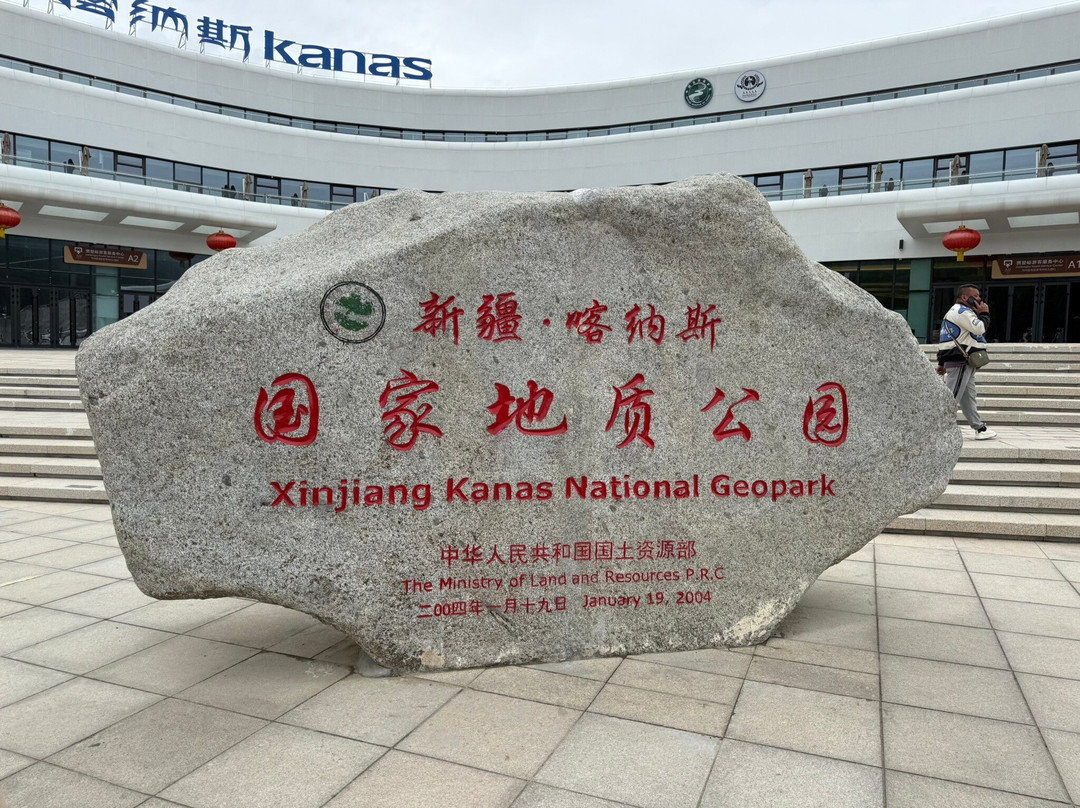 纳斯 kanas
A2
A1
新疆·喀纳斯
国家地质公园
Xinjiang Kanas National Geopark
中华人民共和国国土资源部
The Ministry of Land and Resources P.R.C
二00四年一月十九日 January 19, 2004